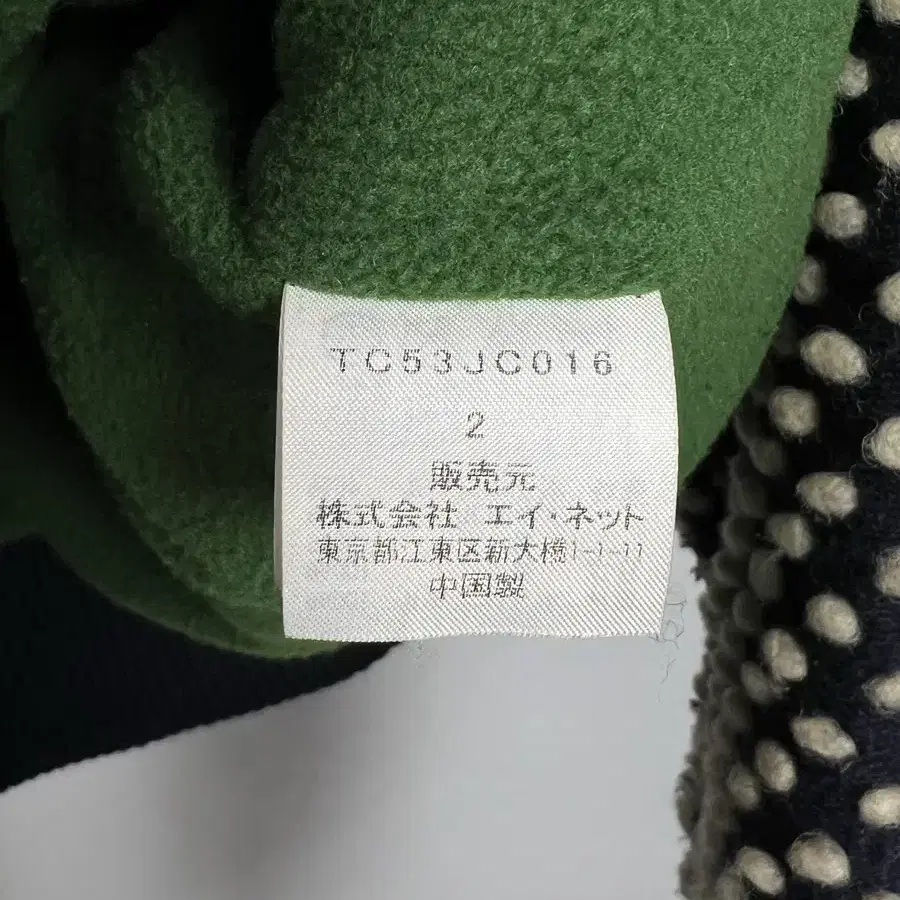 TC53JC016
2
販売元
株式会社 エイ・ネット
東京都江東区新大橋1-1-11
中国製